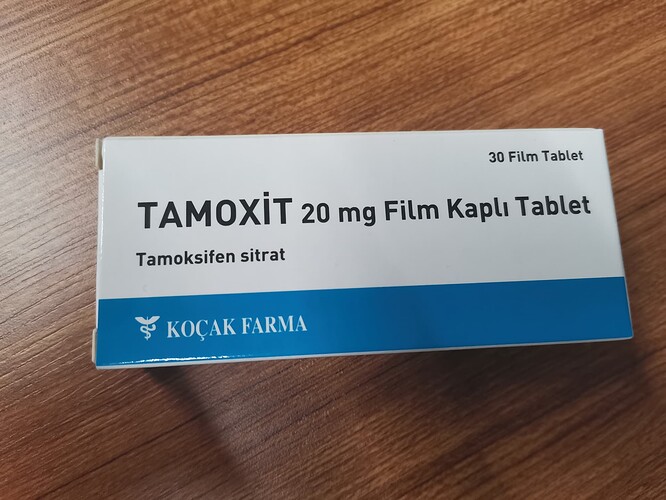 30 Film Tablet
TAMOXİT 20 mg Film Kaplı Tablet
Tamoksifen sitrat
KOÇAK FARMA